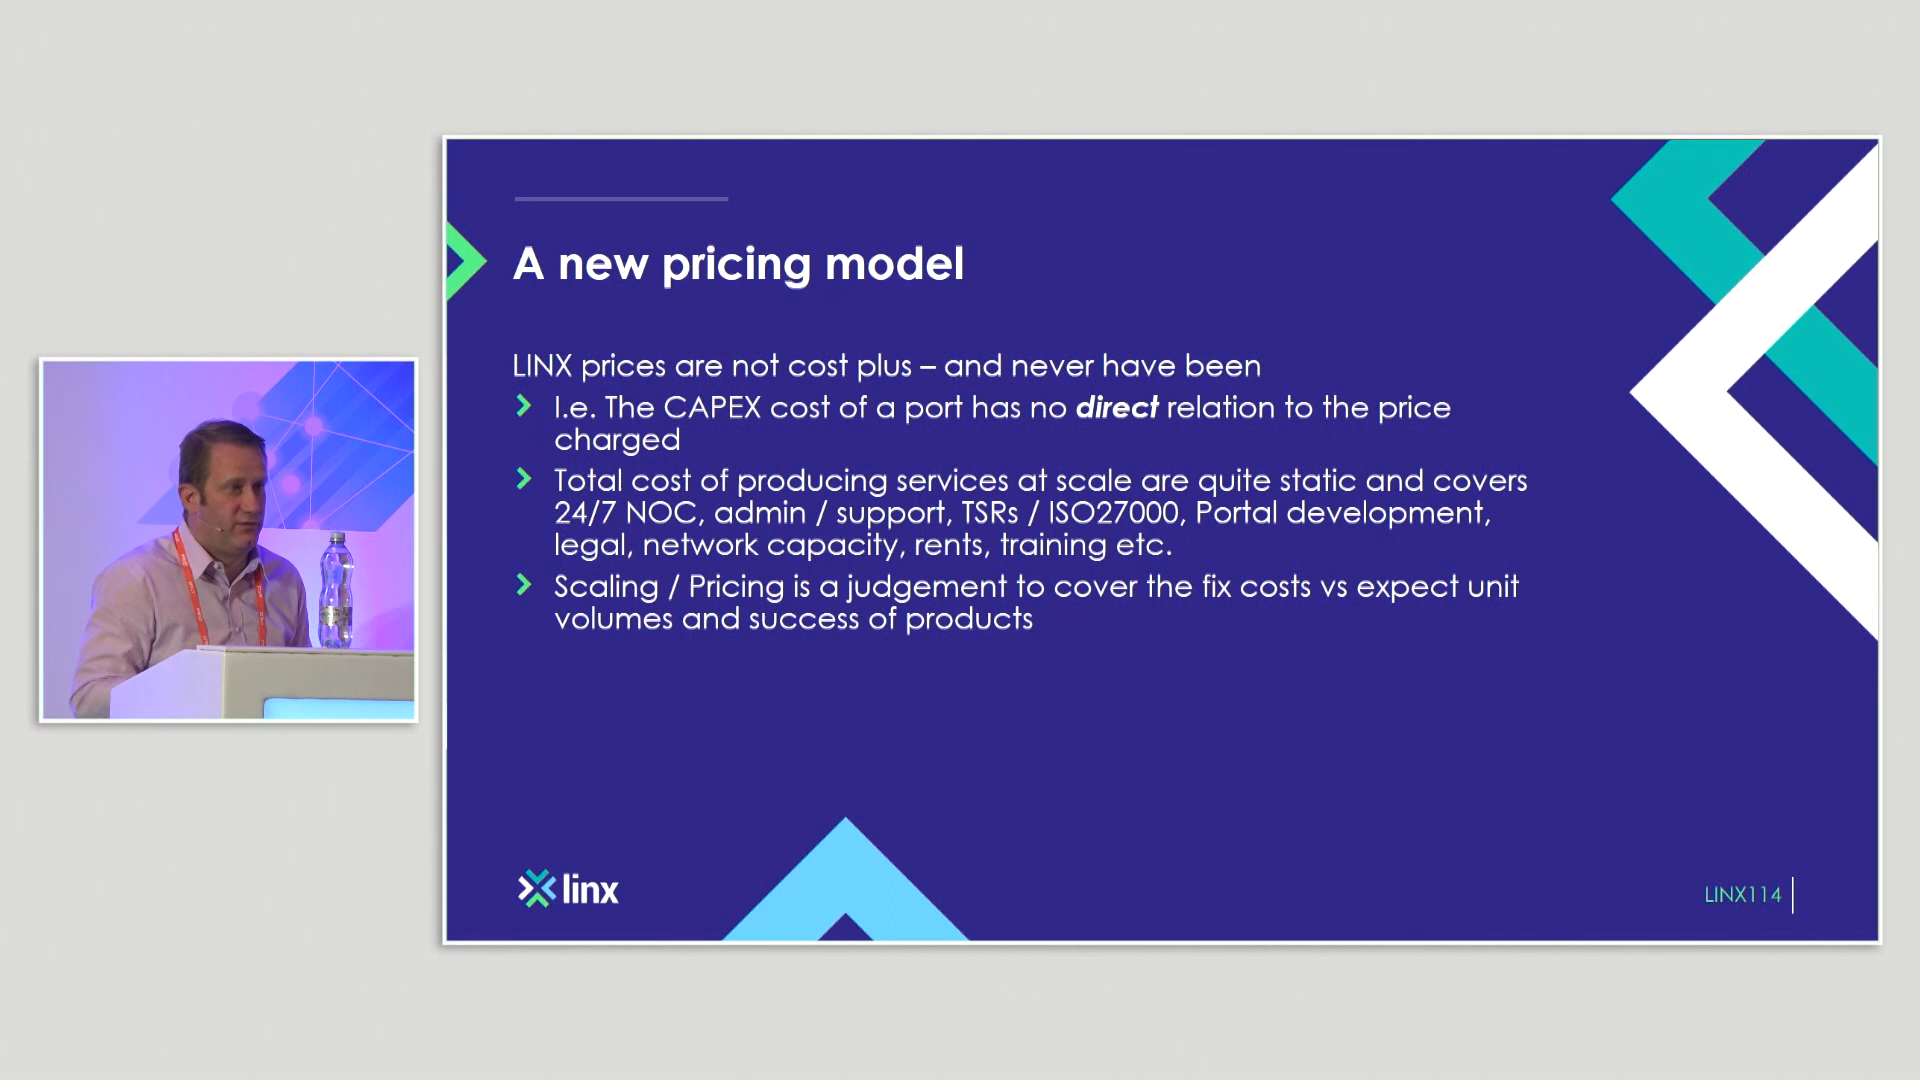 A new pricing model
LINX prices are not cost plus – and never have been
I.e. The CAPEX cost of a port has no direct relation to the price
charged
Total cost of producing services at scale are quite static and covers
24/7 NOC, admin / support, TSRs / ISO27000, Portal development,
legal, network capacity, rents, training etc.
Scaling / Pricing is a judgement to cover the fix costs vs expect unit
volumes and success of products
linx
LINX114